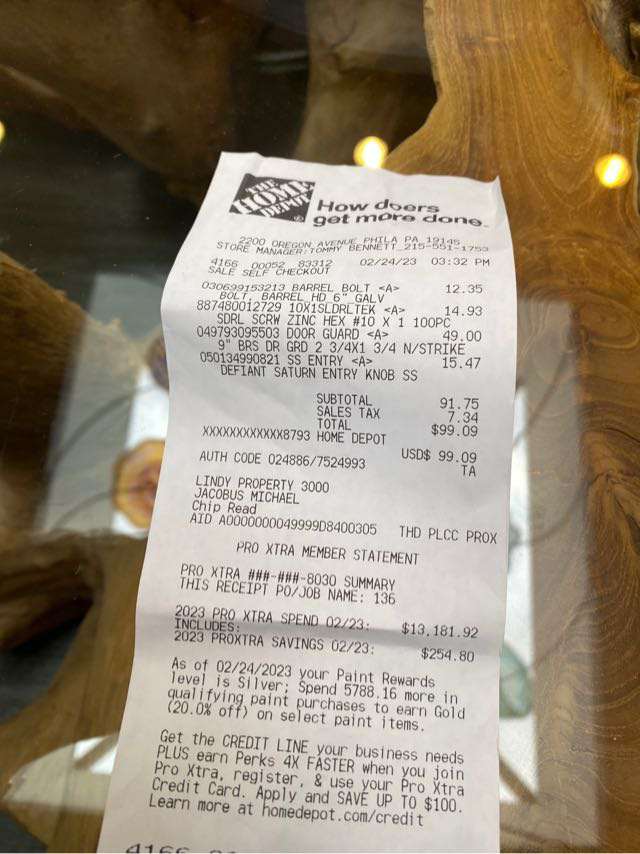 THE
HOME
DEPOT
How doers
get more done.
2200 OREGON AVENUE PHILA PA 19145
STORE MANAGER:TOMMY BENNETT 215-551-1753
4166 00052 83312 02/24/23 03:32 PM
SALE SELF CHECKOUT
030699153213 BARREL BOLT <A> 12.35
BOLT, BARREL HD 6" GALV
887480012729 10X1SLDRLTEK <A> 14.93
SDRL SCRW ZINC HEX #10 X 1 100PC
049793095503 DOOR GUARD <A> 49.00
9" BRS DR GRD 2 3/4X1 3/4 N/STRIKE
050134990821 SS ENTRY <A> 15.47
DEFIANT SATURN ENTRY KNOB SS
SUBTOTAL 91.75
SALES TAX 7.34
TOTAL $99.09
XXXXXXXXXXXX8793 HOME DEPOT
USD$ 99.09
AUTH CODE 024886/7524993 TA
LINDY PROPERTY 3000
JACOBUS MICHAEL
Chip Read
AID A0000000049999D8400305 THD PLCC PROX
PRO XTRA MEMBER STATEMENT
PRO XTRA ###-###-8030 SUMMARY
THIS RECEIPT PO/JOB NAME: 136
2023 PRO XTRA SPEND 02/23: $13,181.92
INCLUDES:
2023 PROXTRA SAVINGS 02/23: $254.80
As of 02/24/2023 your Paint Rewards
level is Silver; Spend 5788.16 more in
qualifying paint purchases to earn Gold
(20.0% off) on select paint items.
Get the CREDIT LINE your business needs
PLUS earn Perks 4X FASTER when you join
Pro Xtra, register, & use your Pro Xtra
Credit Card. Apply and SAVE UP TO $100.
Learn more at homedepot.com/credit